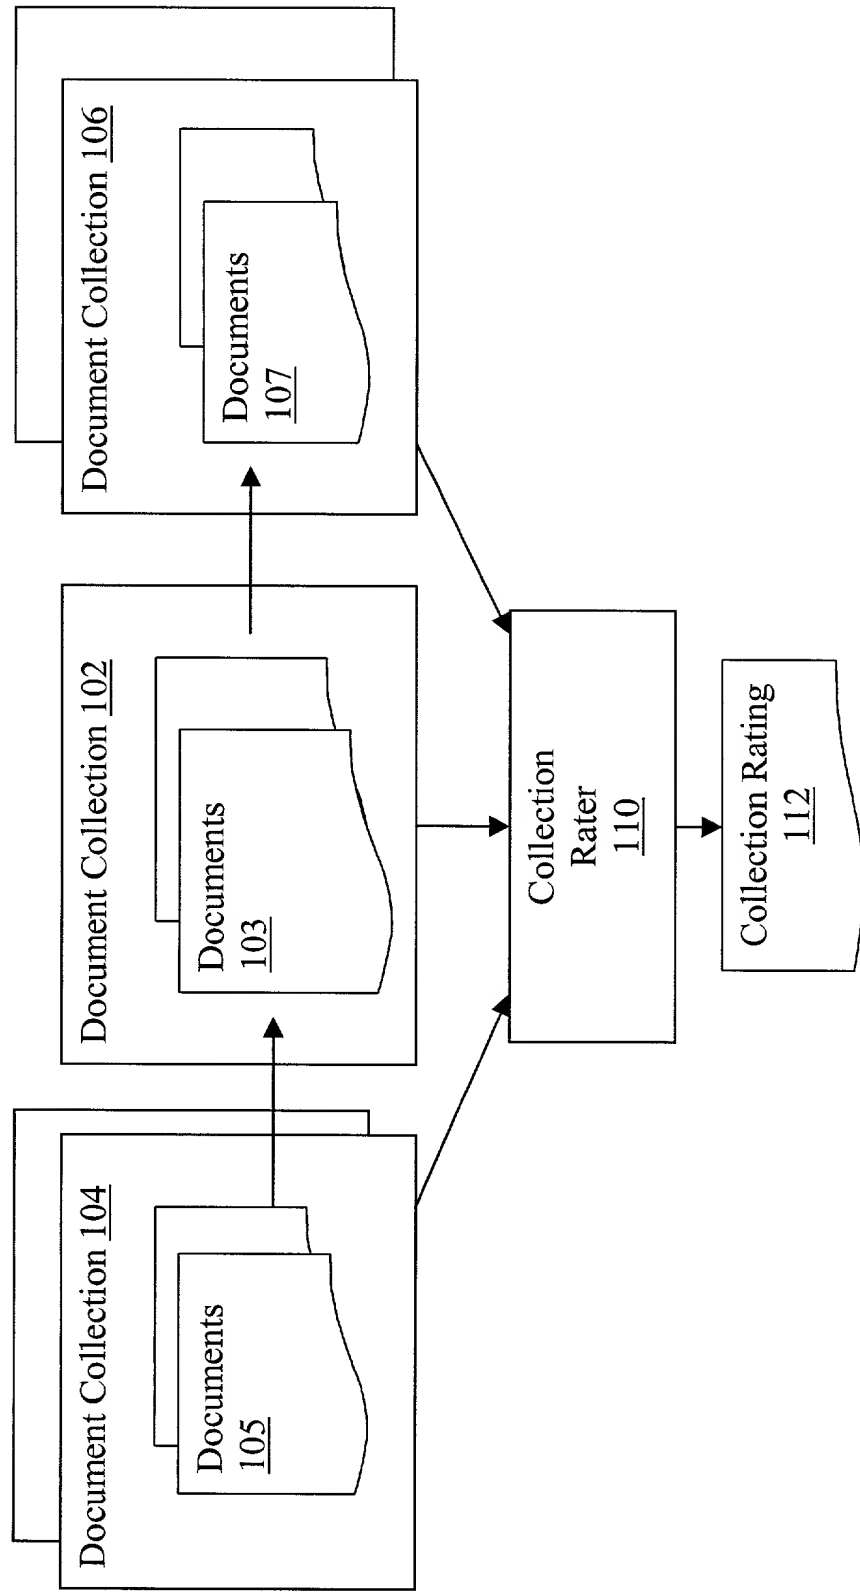 Document Collection 104
Documents
105
Document Collection 102
Documents
103
Document Collection 106
Documents
107
Collection
Rater
110
Collection Rating
112